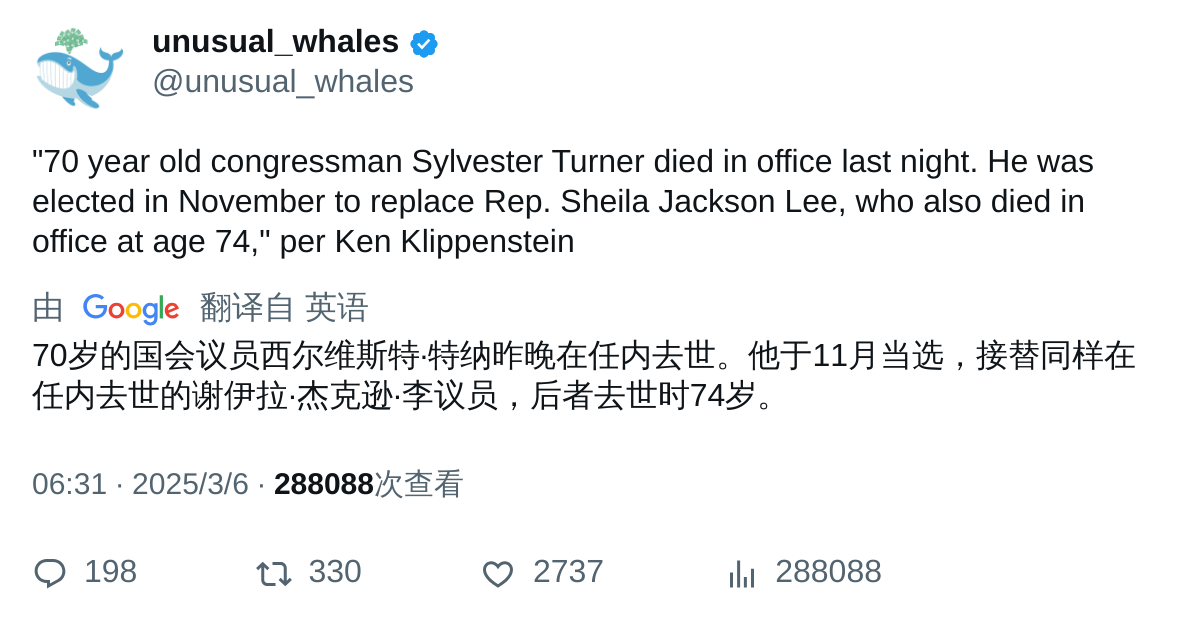 unusual_whales
@unusual_whales
"70 year old congressman Sylvester Turner died in office last night. He was
elected in November to replace Rep. Sheila Jackson Lee, who also died in
office at age 74," per Ken Klippenstein
由 Google 翻译自 英语
70岁的国会议员西尔维斯特·特纳昨晚在任内去世。他于11月当选，接替同样在
任内去世的谢伊拉·杰克逊·李议员，后者去世时74岁。
06:31 · 2025/3/6 · 288088次查看
198 330 2737 288088